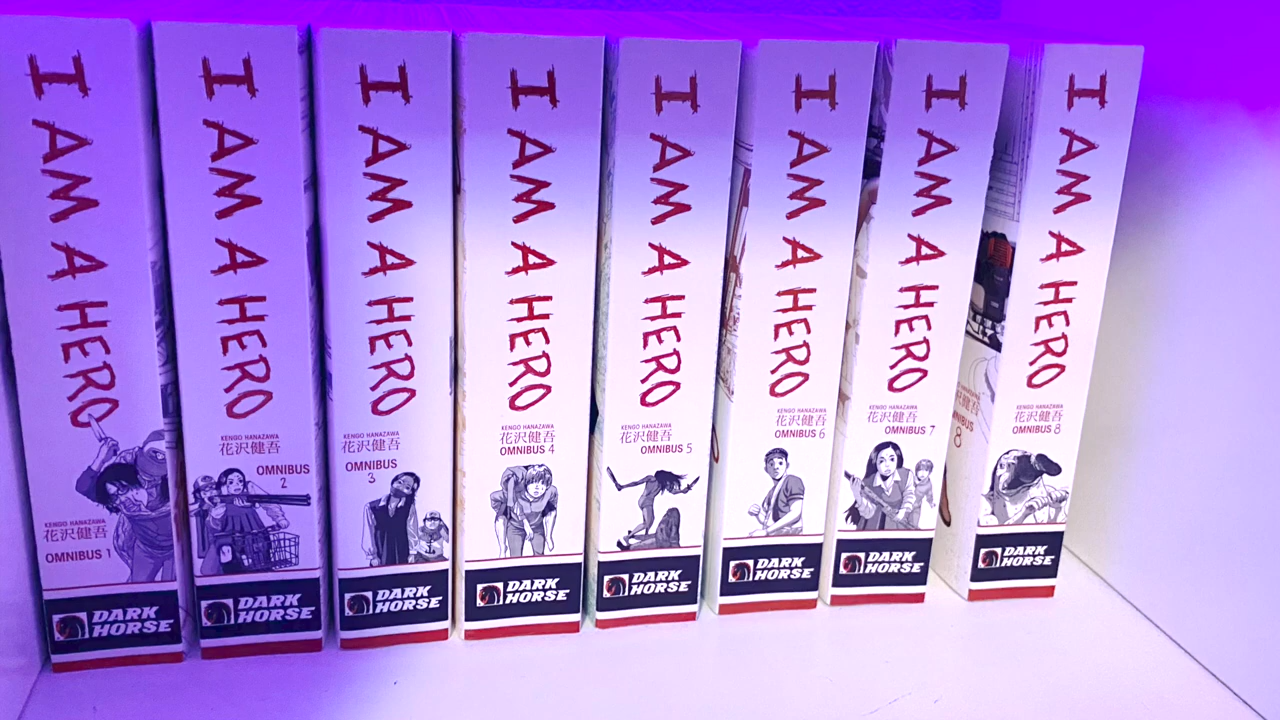 I AM A HERO
KENGO HANAZAWA
花沢健吾
OMNIBUS 1
DARK
HORSE
I AM A HERO
KENGO HANAZAWA
花沢健吾
OMNIBUS
2
DARK
HORSE
I AM A HERO
KENGO HANAZAWA
花沢健吾
OMNIBUS
3
DARK
HORSE
I AM A HERO
KENGO HANAZAWA
花沢健吾
OMNIBUS 4
DARK
HORSE
I AM A HERO
KENGO HANAZAWA
花沢健吾
OMNIBUS 5
DARK
HORSE
I AM A HERO
KENGO HANAZAWA
花沢健吾
OMNIBUS 6
DARK
HORSE
I AM A HERO
KENGO HANAZAWA
花沢健吾
OMNIBUS 7
DARK
HORSE
8
I AM A HERO
KENGO HANAZAWA
花沢健吾
OMNIBUS 8
DARK
HORSE